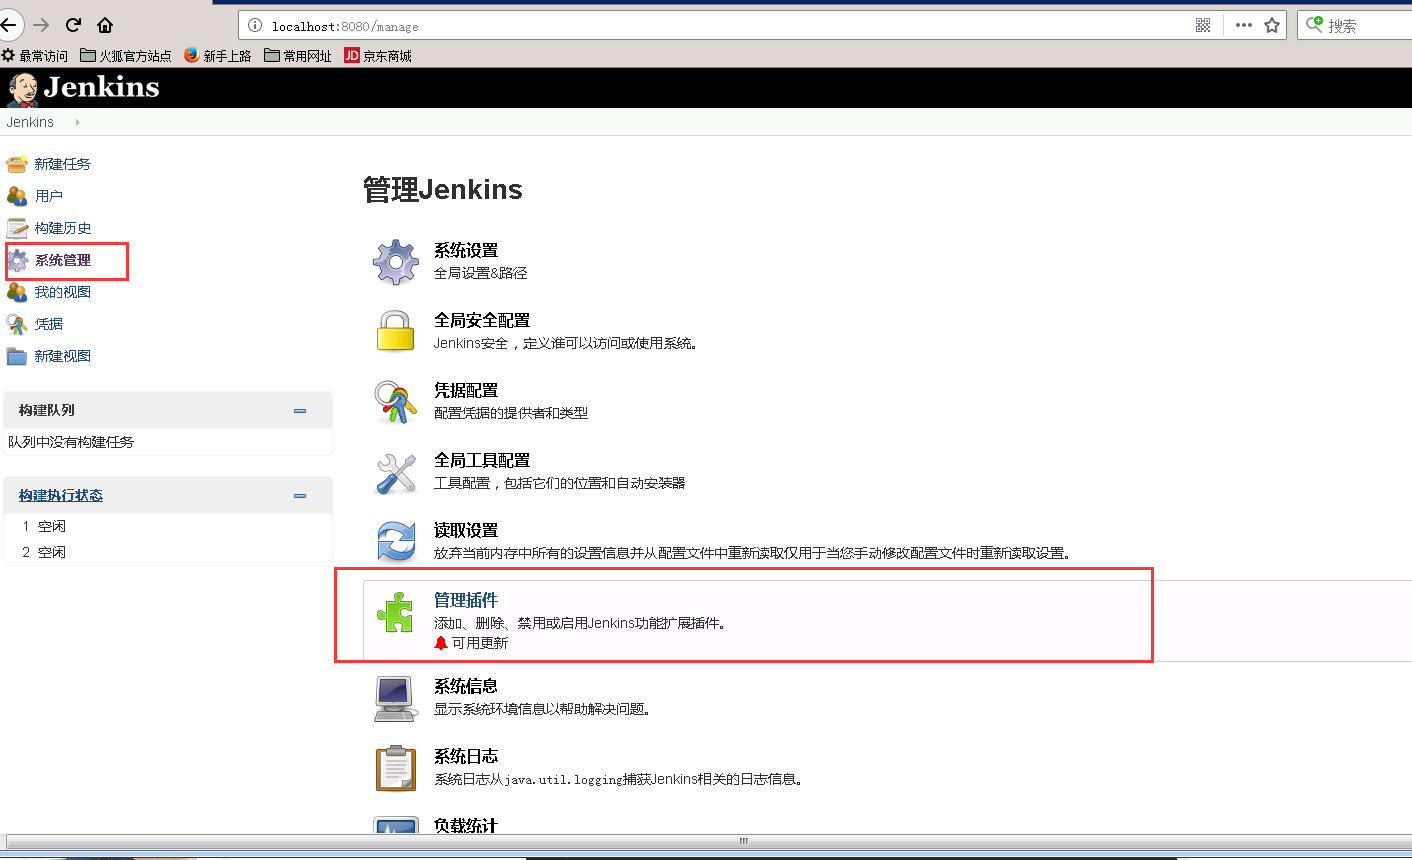 localhost:8080/manage
搜索
最常访问 火狐官方站点 新手上路 常用网址 JD 京东商城
Jenkins
Jenkins
新建任务
用户
构建历史
系统管理
我的视图
凭据
新建视图
构建队列
队列中没有构建任务
构建执行状态
1 空闲
2 空闲
管理Jenkins
系统设置
全局设置&路径
全局安全配置
Jenkins安全，定义谁可以访问或使用系统。
凭据配置
配置凭据的提供者和类型
全局工具配置
工具配置，包括它们的位置和自动安装器
读取设置
放弃当前内存中所有的设置信息并从配置文件中重新读取仅用于当您手动修改配置文件时重新读取设置。
管理插件
添加、删除、禁用或启用Jenkins功能扩展插件。
可用更新
系统信息
显示系统环境信息以帮助解决问题。
系统日志
系统日志从java.util.logging捕获Jenkins相关的日志信息。
负载统计